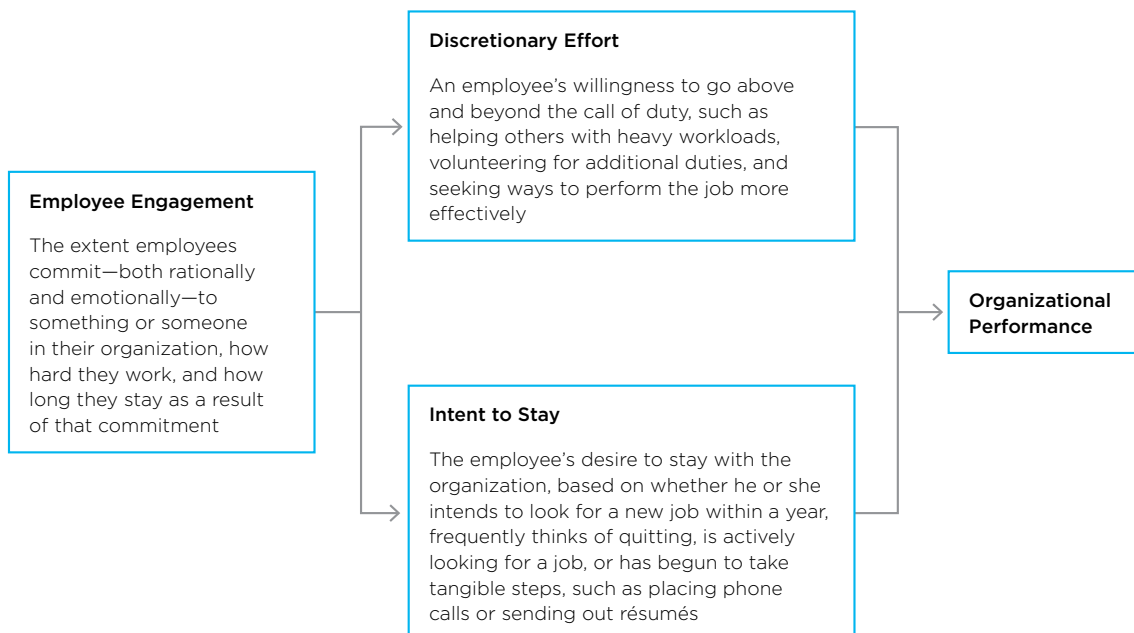 Discretionary Effort
An employee’s willingness to go above
and beyond the call of duty, such as
helping others with heavy workloads,
volunteering for additional duties, and
seeking ways to perform the job more
effectively
Employee Engagement
The extent employees
commit—both rationally
and emotionally—to
something or someone
in their organization, how
hard they work, and how
long they stay as a result
of that commitment
Organizational
Performance
Intent to Stay
The employee’s desire to stay with the
organization, based on whether he or she
intends to look for a new job within a year,
frequently thinks of quitting, is actively
looking for a job, or has begun to take
tangible steps, such as placing phone
calls or sending out résumés